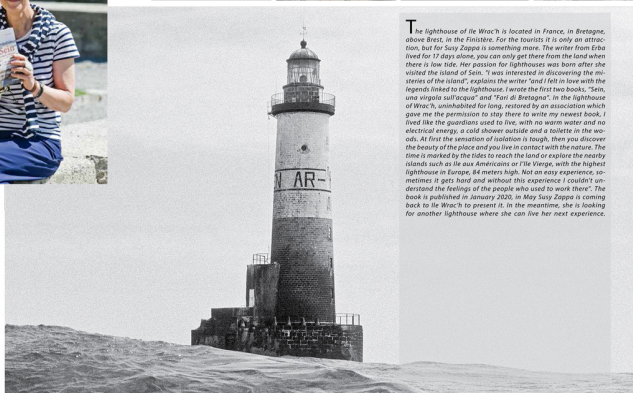 Sein
N AR-
The lighthouse of Ile Wrac'h is located in France, in Bretagne,
above Brest, in the Finistère. For the tourists it is only an attrac-
tion, but for Susy Zappa is something more. The writer from Erba
lived for 17 days alone, you can only get there from the land when
there is low tide. Her passion for lighthouses was born after she
visited the island of Sein. "I was interested in discovering the mi-
steries of the island", explains the writer "and I felt in love with the
legends linked to the lighthouse. I wrote the first two books, "Sein,
una virgola sull'acqua" and "Fari di Bretagna". In the lighthouse
of Wrac'h, uninhabited for long, restored by an association which
gave me the permission to stay there to write my newest book, I
lived like the guardians used to live, with no warm water and no
electrical energy, a cold shower outside and a toilette in the wo-
ods. At first the sensation of isolation is tough, then you discover
the beauty of the place and you live in contact with the nature. The
time is marked by the tides to reach the land or explore the nearby
islands such as Ile aux Américains or l'Ile Vierge, with the highest
lighthouse in Europe, 84 meters high. Not an easy experience, so-
metimes it gets hard and without this experience I couldn't un-
derstand the feelings of the people who used to work there". The
book is published in January 2020, in May Susy Zappa is coming
back to Ile Wrac'h to present it. In the meantime, she is looking
for another lighthouse where she can live her next experience.